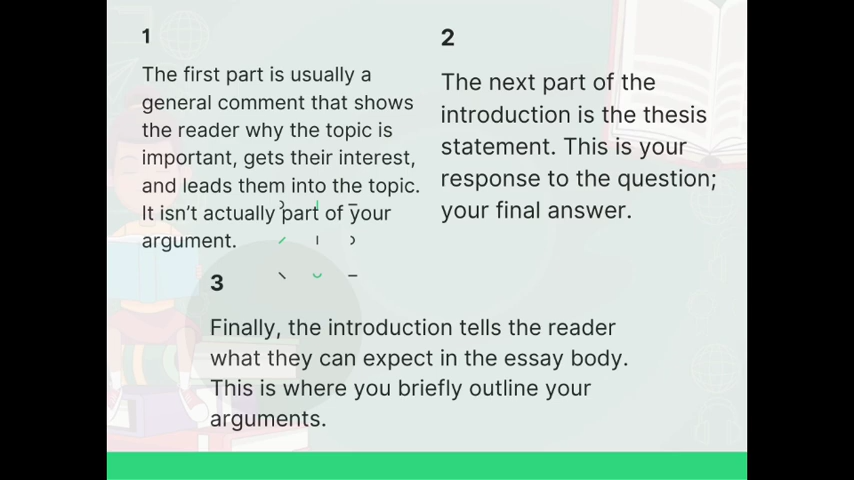 1
The first part is usually a
general comment that shows
the reader why the topic is
important, gets their interest,
and leads them into the topic.
It isn't actually part of your
argument.
2
The next part of the
introduction is the thesis
statement. This is your
response to the question;
your final answer.
3
Finally, the introduction tells the reader
what they can expect in the essay body.
This is where you briefly outline your
arguments.